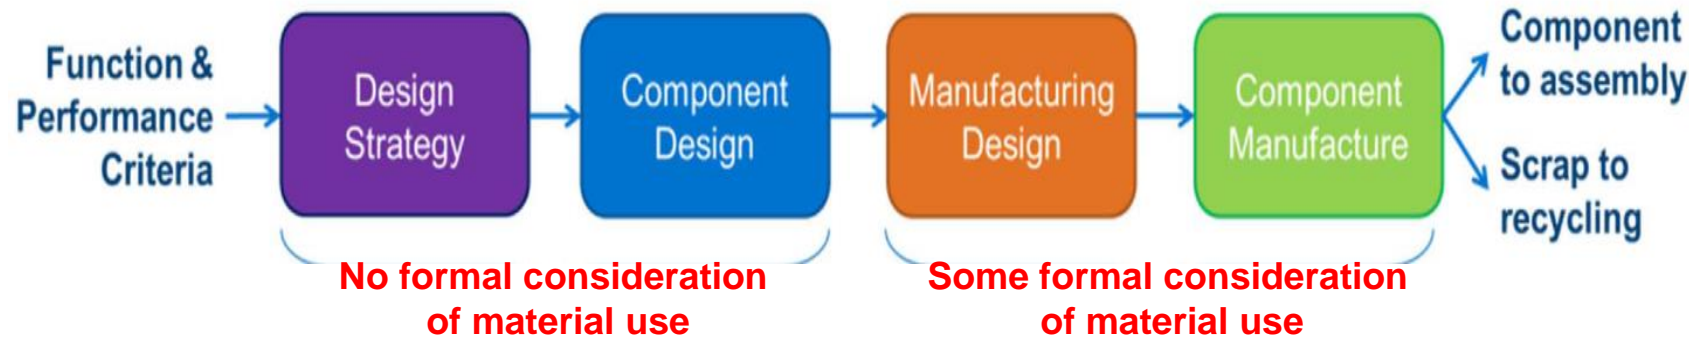 Function &
Performance
Criteria
Design
Strategy
Component
Design
Manufacturing
Design
Component
Manufacture
Component
to assembly
Scrap to
recycling
No formal consideration
of material use
Some formal consideration
of material use